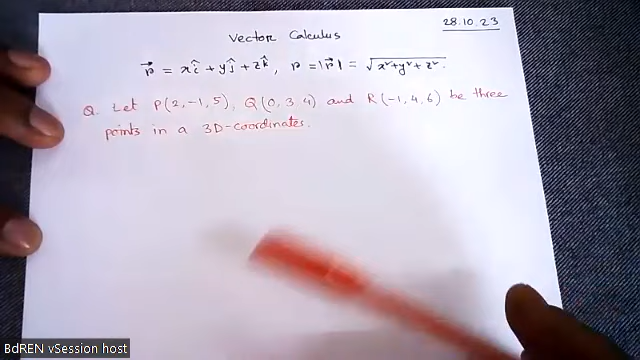 28.10.23
Vector Calculus
r⃗ = xî + yĵ + zk̂, r = |r⃗| = √x²+y²+z².
Q. Let P(2,-1,5), Q(0,3 4) and R(-1,4,6) be three
points in a 3D-coordinates.
BdREN vSession host